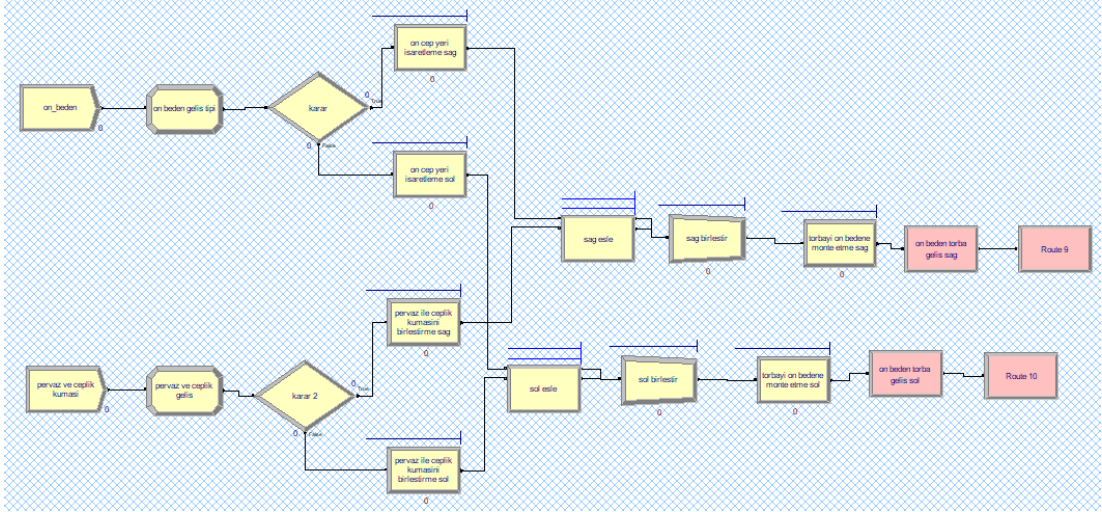 on cep yeri
isaretleme sag
0
on_beden
0
on beden gelis tipi
karar
0
True
0
False
on cep yeri
isaretleme sol
0
sag esle
sag birlestir
0
torbayi on bedene
monte etme sag
0
on beden torba
gelis sag
Route 9
pervaz ile ceplik
kumasini
birlestirme sag
0
pervaz ve ceplik
kumasi
0
pervaz ve ceplik
gelis
karar 2
0
True
0
False
sol esle
sol birlestir
0
torbayi on bedene
monte etme sol
0
on beden torba
gelis sol
Route 10
pervaz ile ceplik
kumasini
birlestirme sol
0